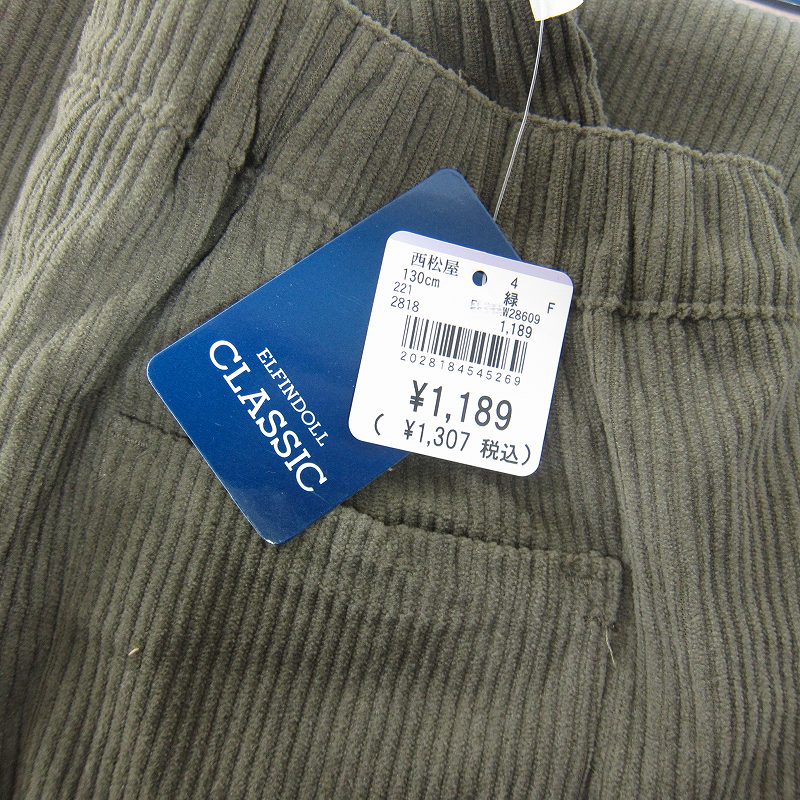 ELFINDOLL
CLASSIC
西松屋 4
130cm 緑 F
221 W28609
2818 1,189
2028184545269
¥1,189
( ¥1,307 税込)